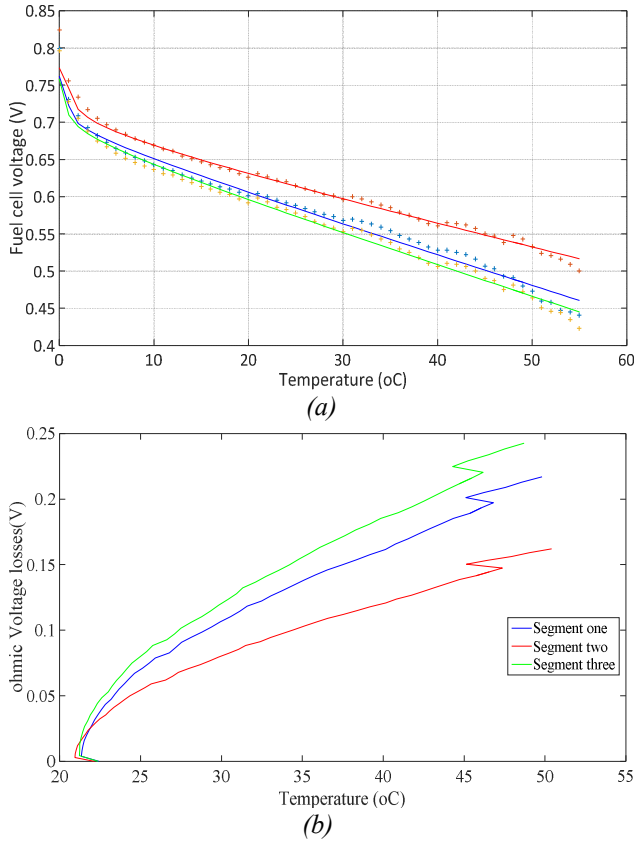 (a)
0.85
0.8
0.75
0.7
0.65
0.6
0.55
0.5
0.45
0.4
Fuel cell voltage (V)
0 10 20 30 40 50 60
Temperature (oC)
(a)
0.25
0.2
0.15
0.1
0.05
0
ohmic Voltage losses(V)
Segment one
Segment two
Segment three
20 25 30 35 40 45 50 55
Temperature (oC)
(b)